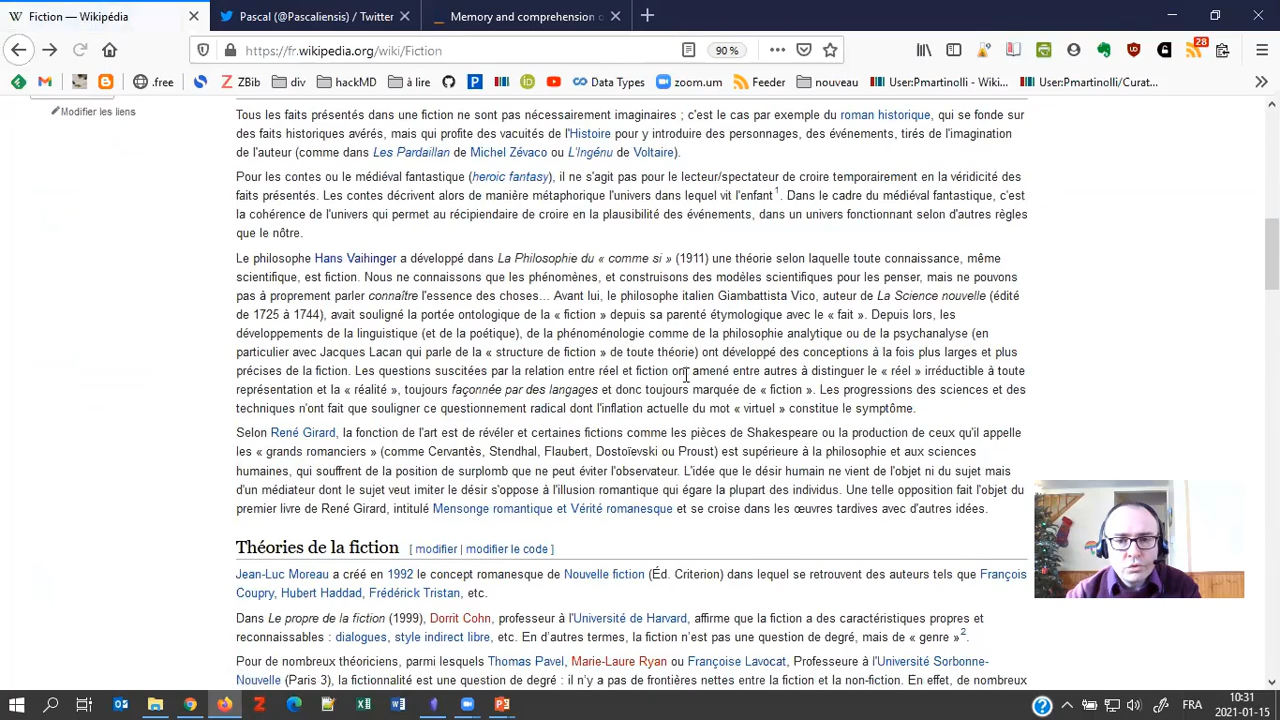 Fiction — Wikipédia
Pascal (@Pascaliensis) / Twitter
Memory and comprehension o
https://fr.wikipedia.org/wiki/Fiction
90 %
28
ZBib
div
.free
hackMD
à lire
Data Types
zoom.um
Feeder
nouveau
User:Pmartinolli - Wiki...
User:Pmartinolli/Curat...
Modifier les liens
Tous les faits présentés dans une fiction ne sont pas nécessairement imaginaires ; c'est le cas par exemple du roman historique, qui se fonde sur
des faits historiques avérés, mais qui profite des vacuités de l'Histoire pour y introduire des personnages, des événements, tirés de l'imagination
de l'auteur (comme dans Les Pardaillan de Michel Zévaco ou L'Ingénu de Voltaire).
Pour les contes ou le médiéval fantastique (heroic fantasy), il ne s'agit pas pour le lecteur/spectateur de croire temporairement en la véridicité des
faits présentés. Les contes décrivent alors de manière métaphorique l'univers dans lequel vit l'enfant1. Dans le cadre du médiéval fantastique, c'est
la cohérence de l'univers qui permet au récipiendaire de croire en la plausibilité des événements, dans un univers fonctionnant selon d'autres règles
que le nôtre.
Le philosophe Hans Vaihinger a développé dans La Philosophie du « comme si » (1911) une théorie selon laquelle toute connaissance, même
scientifique, est fiction. Nous ne connaissons que les phénomènes, et construisons des modèles scientifiques pour les penser, mais ne pouvons
pas à proprement parler connaître l'essence des choses... Avant lui, le philosophe italien Giambattista Vico, auteur de La Science nouvelle (édité
de 1725 à 1744), avait souligné la portée ontologique de la « fiction » depuis sa parenté étymologique avec le « fait ». Depuis lors, les
développements de la linguistique (et de la poétique), de la phénoménologie comme de la philosophie analytique ou de la psychanalyse (en
particulier avec Jacques Lacan qui parle de la « structure de fiction » de toute théorie) ont développé des conceptions à la fois plus larges et plus
précises de la fiction. Les questions suscitées par la relation entre réel et fiction ont amené entre autres à distinguer le « réel » irréductible à toute
représentation et la « réalité », toujours façonnée par des langages et donc toujours marquée de « fiction ». Les progressions des sciences et des
techniques n'ont fait que souligner ce questionnement radical dont l'inflation actuelle du mot « virtuel » constitue le symptôme.
Selon René Girard, la fonction de l'art est de révéler et certaines fictions comme les pièces de Shakespeare ou la production de ceux qu'il appelle
les « grands romanciers » (comme Cervantès, Stendhal, Flaubert, Dostoïevski ou Proust) est supérieure à la philosophie et aux sciences
humaines, qui souffrent de la position de surplomb que ne peut éviter l'observateur. L'idée que le désir humain ne vient de l'objet ni du sujet mais
d'un médiateur dont le sujet veut imiter le désir s'oppose à l'illusion romantique qui égare la plupart des individus. Une telle opposition fait l'objet du
premier livre de René Girard, intitulé Mensonge romantique et Vérité romanesque et se croise dans les œuvres tardives avec d'autres idées.
Théories de la fiction [ modifier | modifier le code ]
Jean-Luc Moreau a créé en 1992 le concept romanesque de Nouvelle fiction (Éd. Criterion) dans lequel se retrouvent des auteurs tels que François
Coupry, Hubert Haddad, Frédérick Tristan, etc.
Dans Le propre de la fiction (1999), Dorrit Cohn, professeur à l'Université de Harvard, affirme que la fiction a des caractéristiques propres et
reconnaissables : dialogues, style indirect libre, etc. En d'autres termes, la fiction n'est pas une question de degré, mais de « genre »2.
Pour de nombreux théoriciens, parmi lesquels Thomas Pavel, Marie-Laure Ryan ou Françoise Lavocat, Professeure à l'Université Sorbonne-
Nouvelle (Paris 3), la fictionnalité est une question de degré : il n'y a pas de frontières nettes entre la fiction et la non-fiction. En effet, de nombreux
FRA
10:31
2021-01-15